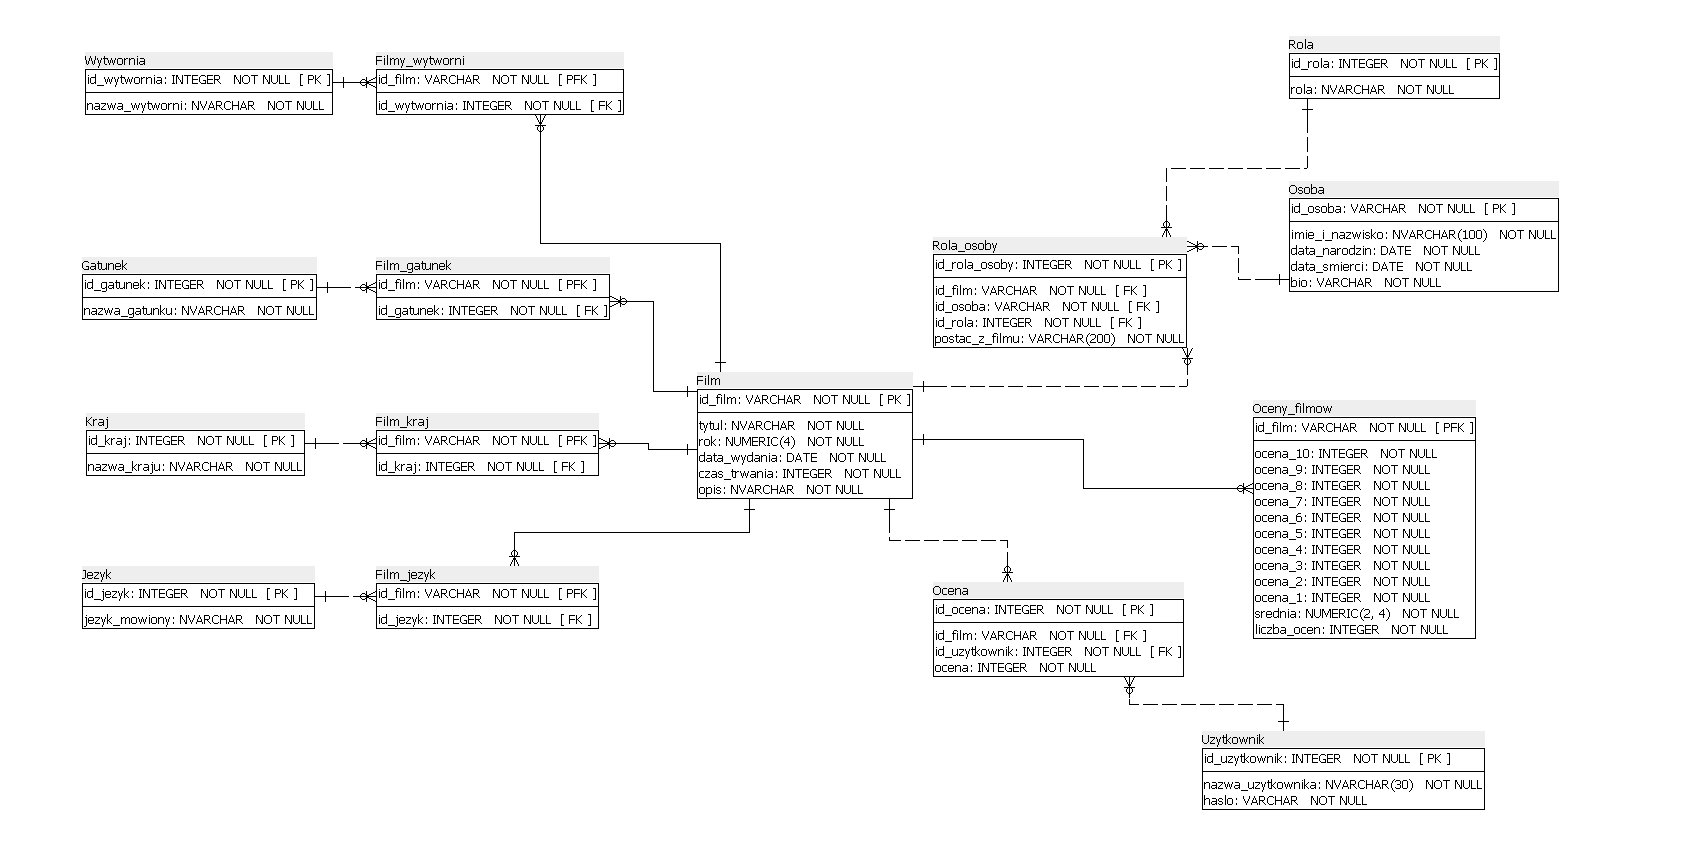 Wytwornia
id_wytwornia: INTEGER NOT NULL [ PK ]
nazwa_wytworni: NVARCHAR NOT NULL
Filmy_wytworni
id_film: VARCHAR NOT NULL [ PFK ]
id_wytwornia: INTEGER NOT NULL [ FK ]
Rola
id_rola: INTEGER NOT NULL [ PK ]
rola: NVARCHAR NOT NULL
Osoba
id_osoba: VARCHAR NOT NULL [ PK ]
imie_i_nazwisko: NVARCHAR(100) NOT NULL
data_narodzin: DATE NOT NULL
data_smierci: DATE NOT NULL
bio: VARCHAR NOT NULL
Rola_osoby
id_rola_osoby: INTEGER NOT NULL [ PK ]
id_film: VARCHAR NOT NULL [ FK ]
id_osoba: VARCHAR NOT NULL [ FK ]
id_rola: INTEGER NOT NULL [ FK ]
postac_z_filmu: VARCHAR(200) NOT NULL
Gatunek
id_gatunek: INTEGER NOT NULL [ PK ]
nazwa_gatunku: NVARCHAR NOT NULL
Film_gatunek
id_film: VARCHAR NOT NULL [ PFK ]
id_gatunek: INTEGER NOT NULL [ FK ]
Film
id_film: VARCHAR NOT NULL [ PK ]
tytul: NVARCHAR NOT NULL
rok: NUMERIC(4) NOT NULL
data_wydania: DATE NOT NULL
czas_trwania: INTEGER NOT NULL
opis: NVARCHAR NOT NULL
Kraj
id_kraj: INTEGER NOT NULL [ PK ]
nazwa_kraju: NVARCHAR NOT NULL
Film_kraj
id_film: VARCHAR NOT NULL [ PFK ]
id_kraj: INTEGER NOT NULL [ FK ]
Oceny_filmow
id_film: VARCHAR NOT NULL [ PFK ]
ocena_10: INTEGER NOT NULL
ocena_9: INTEGER NOT NULL
ocena_8: INTEGER NOT NULL
ocena_7: INTEGER NOT NULL
ocena_6: INTEGER NOT NULL
ocena_5: INTEGER NOT NULL
ocena_4: INTEGER NOT NULL
ocena_3: INTEGER NOT NULL
ocena_2: INTEGER NOT NULL
ocena_1: INTEGER NOT NULL
srednia: NUMERIC(2, 4) NOT NULL
liczba_ocen: INTEGER NOT NULL
Jezyk
id_jezyk: INTEGER NOT NULL [ PK ]
jezyk_mowiony: NVARCHAR NOT NULL
Film_jezyk
id_film: VARCHAR NOT NULL [ PFK ]
id_jezyk: INTEGER NOT NULL [ FK ]
Ocena
id_ocena: INTEGER NOT NULL [ PK ]
id_film: VARCHAR NOT NULL [ FK ]
id_uzytkownik: INTEGER NOT NULL [ FK ]
ocena: INTEGER NOT NULL
Uzytkownik
id_uzytkownik: INTEGER NOT NULL [ PK ]
nazwa_uzytkownika: NVARCHAR(30) NOT NULL
haslo: VARCHAR NOT NULL